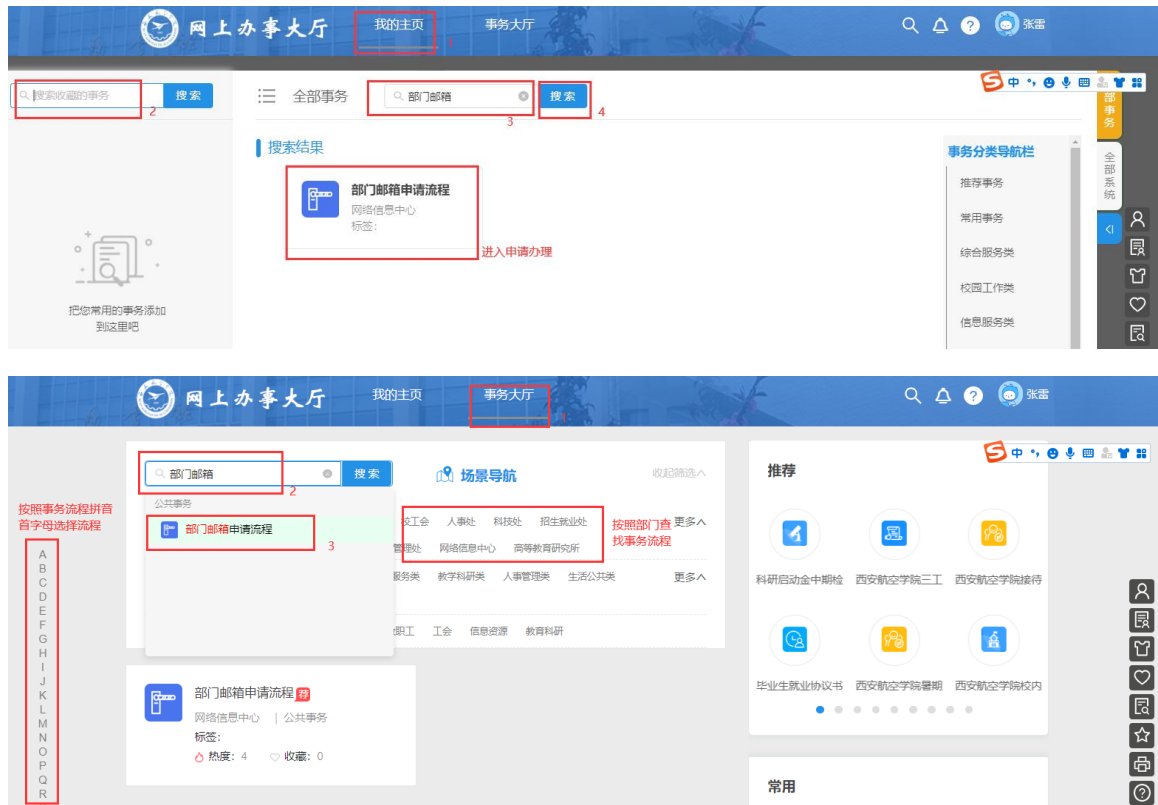 网上办事大厅 我的主页 事务大厅 张雷
1
搜索收藏的事务 搜索 全部事务 部门邮箱 搜索
2 3 4
中
部事务
搜索结果
事务分类导航栏
全部系统
部门邮箱申请流程
网络信息中心
标签:
进入申请办理
推荐事务
常用事务
综合服务类
校园工作类
信息服务类
把您常用的事务添加
到这里吧
网上办事大厅 我的主页 事务大厅 张雷
1
中
部门邮箱 搜索 场景导航 收起筛选
2
推荐
公共事务
部门邮箱申请流程
3
校工会 人事处 科技处 招生就业处 更多
管理处 网络信息中心 高等教育研究所
按照部门查
找事务流程
服务类 教学科研类 人事管理类 生活公共类 更多
职工 工会 信息资源 教育科研
按照事务流程拼音
首字母选择流程
A
B
C
D
E
F
G
H
I
J
K
L
M
N
O
P
Q
R
科研启动金中期检 西安航空学院三工 西安航空学院接待
毕业生就业协议书 西安航空学院暑期 西安航空学院校内
部门邮箱申请流程 荐
网络信息中心 | 公共事务
标签:
热度: 4 收藏: 0
常用